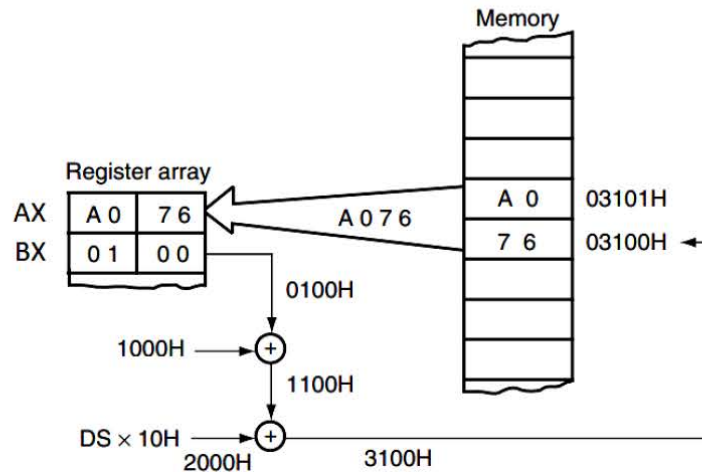 Memory
Register array
AX A 0 7 6
BX 0 1 0 0
A 0 7 6
A 0 03101H
7 6 03100H
0100H
1000H +
1100H
DS × 10H +
2000H 3100H